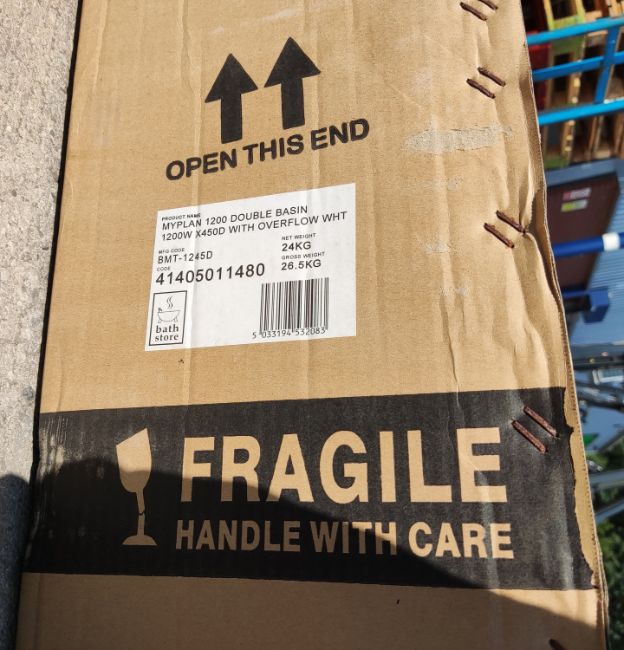 OPEN THIS END
PRODUCT NAME
MYPLAN 1200 DOUBLE BASIN
1200W X450D WITH OVERFLOW WHT
MFG CODE
BMT-1245D
NET WEIGHT
24KG
CODE
41405011480
GROSS WEIGHT
26.5KG
bath
store
5 033194 532083
FRAGILE
HANDLE WITH CARE